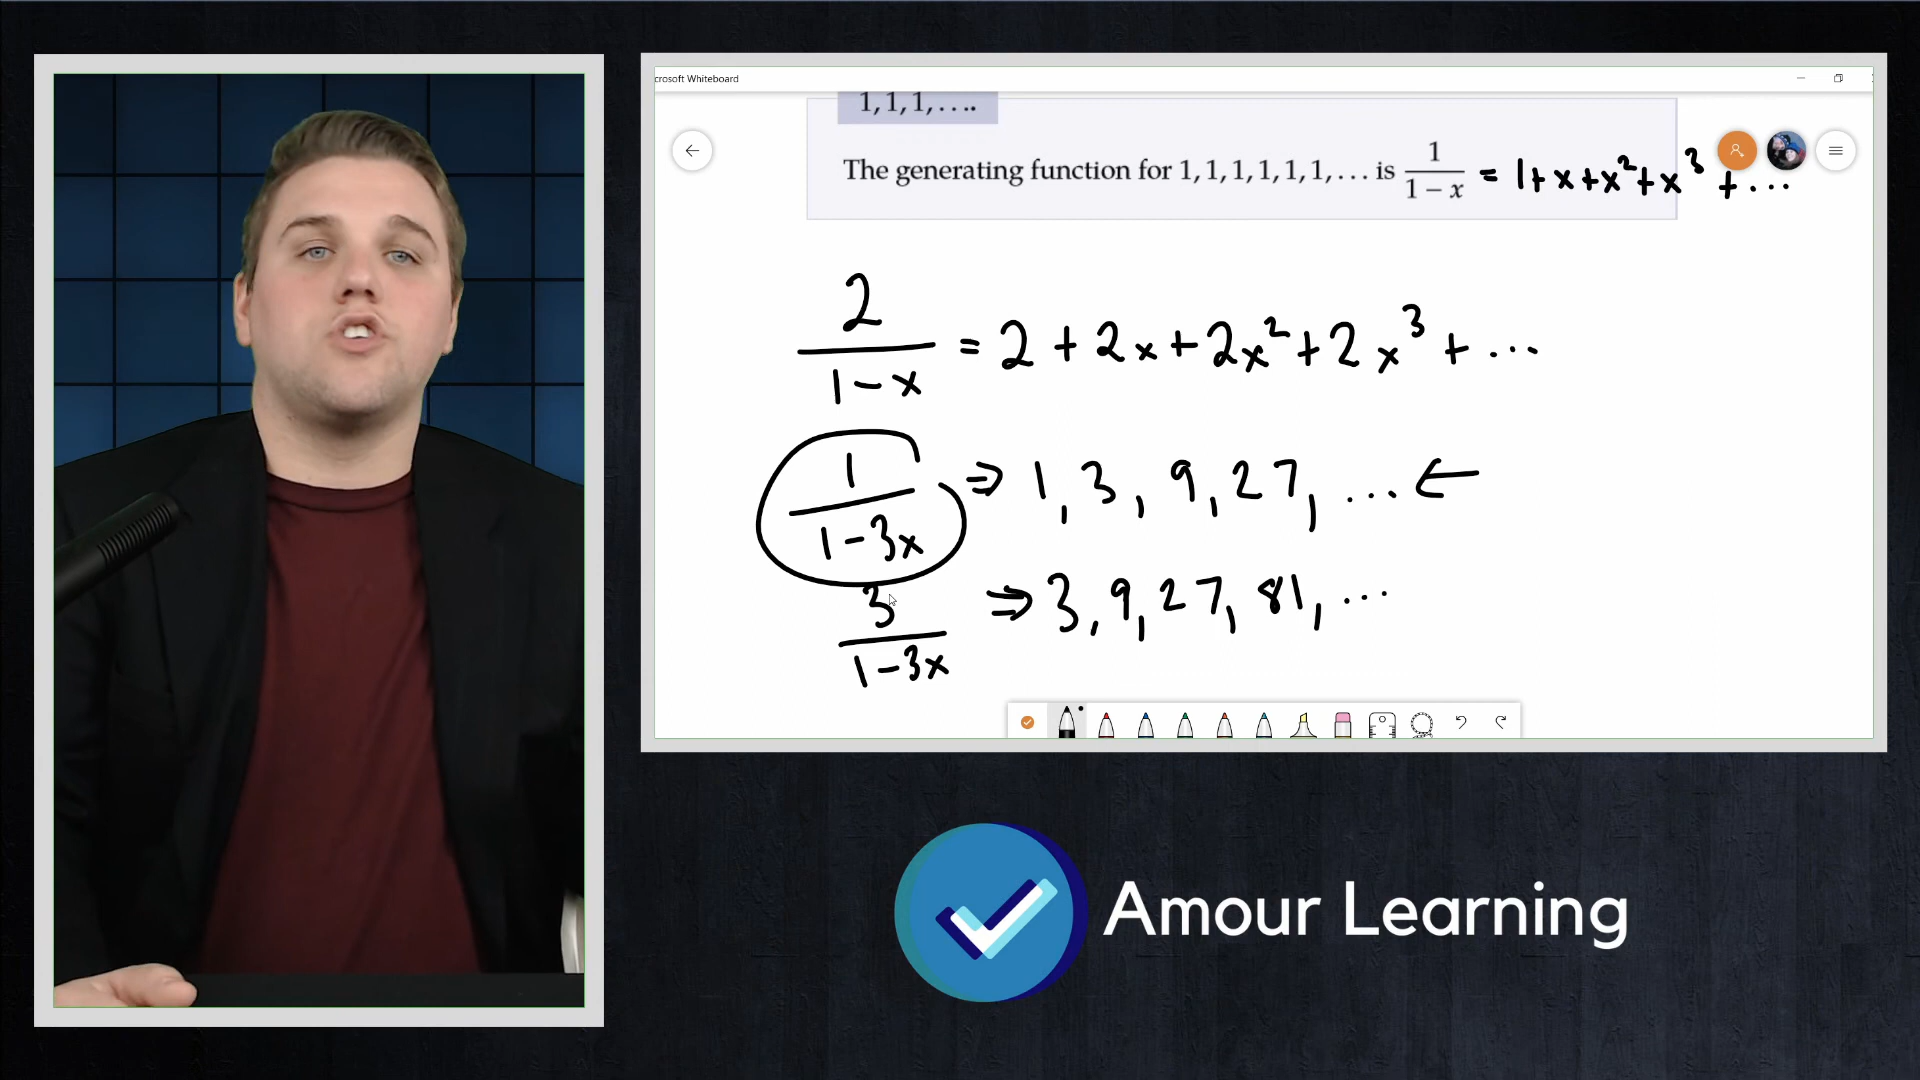 crosoft Whiteboard
1, 1, 1, ....
The generating function for 1, 1, 1, 1, 1, 1, ... is 1/(1 − x) = 1 + x + x² + x³ + ...
2/(1 − x) = 2 + 2x + 2x² + 2x³ + ...
1/(1 − 3x) ⇒ 1, 3, 9, 27, ... ←
3/(1 − 3x) ⇒ 3, 9, 27, 81, ...
Amour Learning